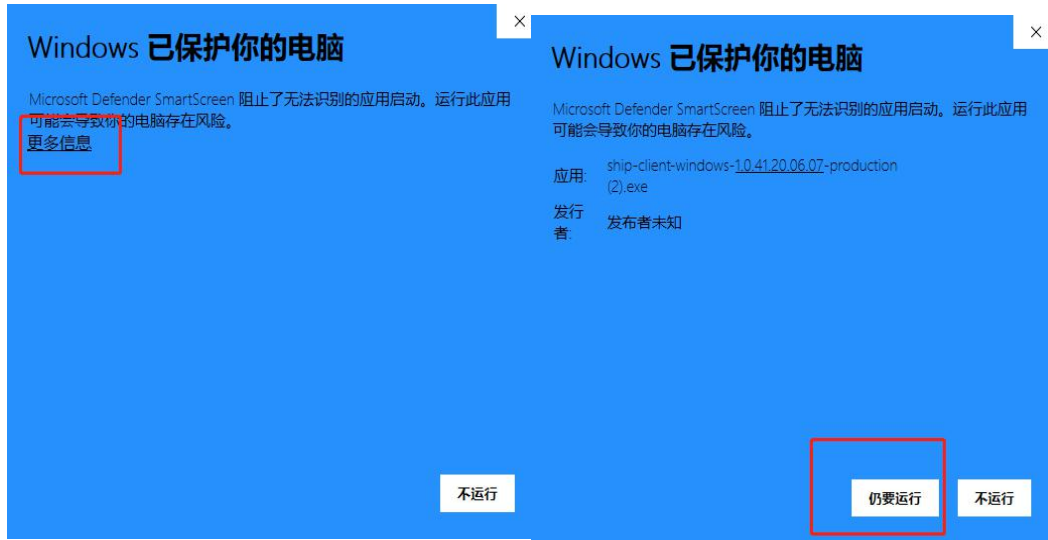 Windows 已保护你的电脑
Microsoft Defender SmartScreen 阻止了无法识别的应用启动。运行此应用
可能会导致你的电脑存在风险。
更多信息
不运行
Windows 已保护你的电脑
Microsoft Defender SmartScreen 阻止了无法识别的应用启动。运行此应用
可能会导致你的电脑存在风险。
应用: ship-client-windows-1.0.41.20.06.07-production
(2).exe
发行
者: 发布者未知
仍要运行 不运行